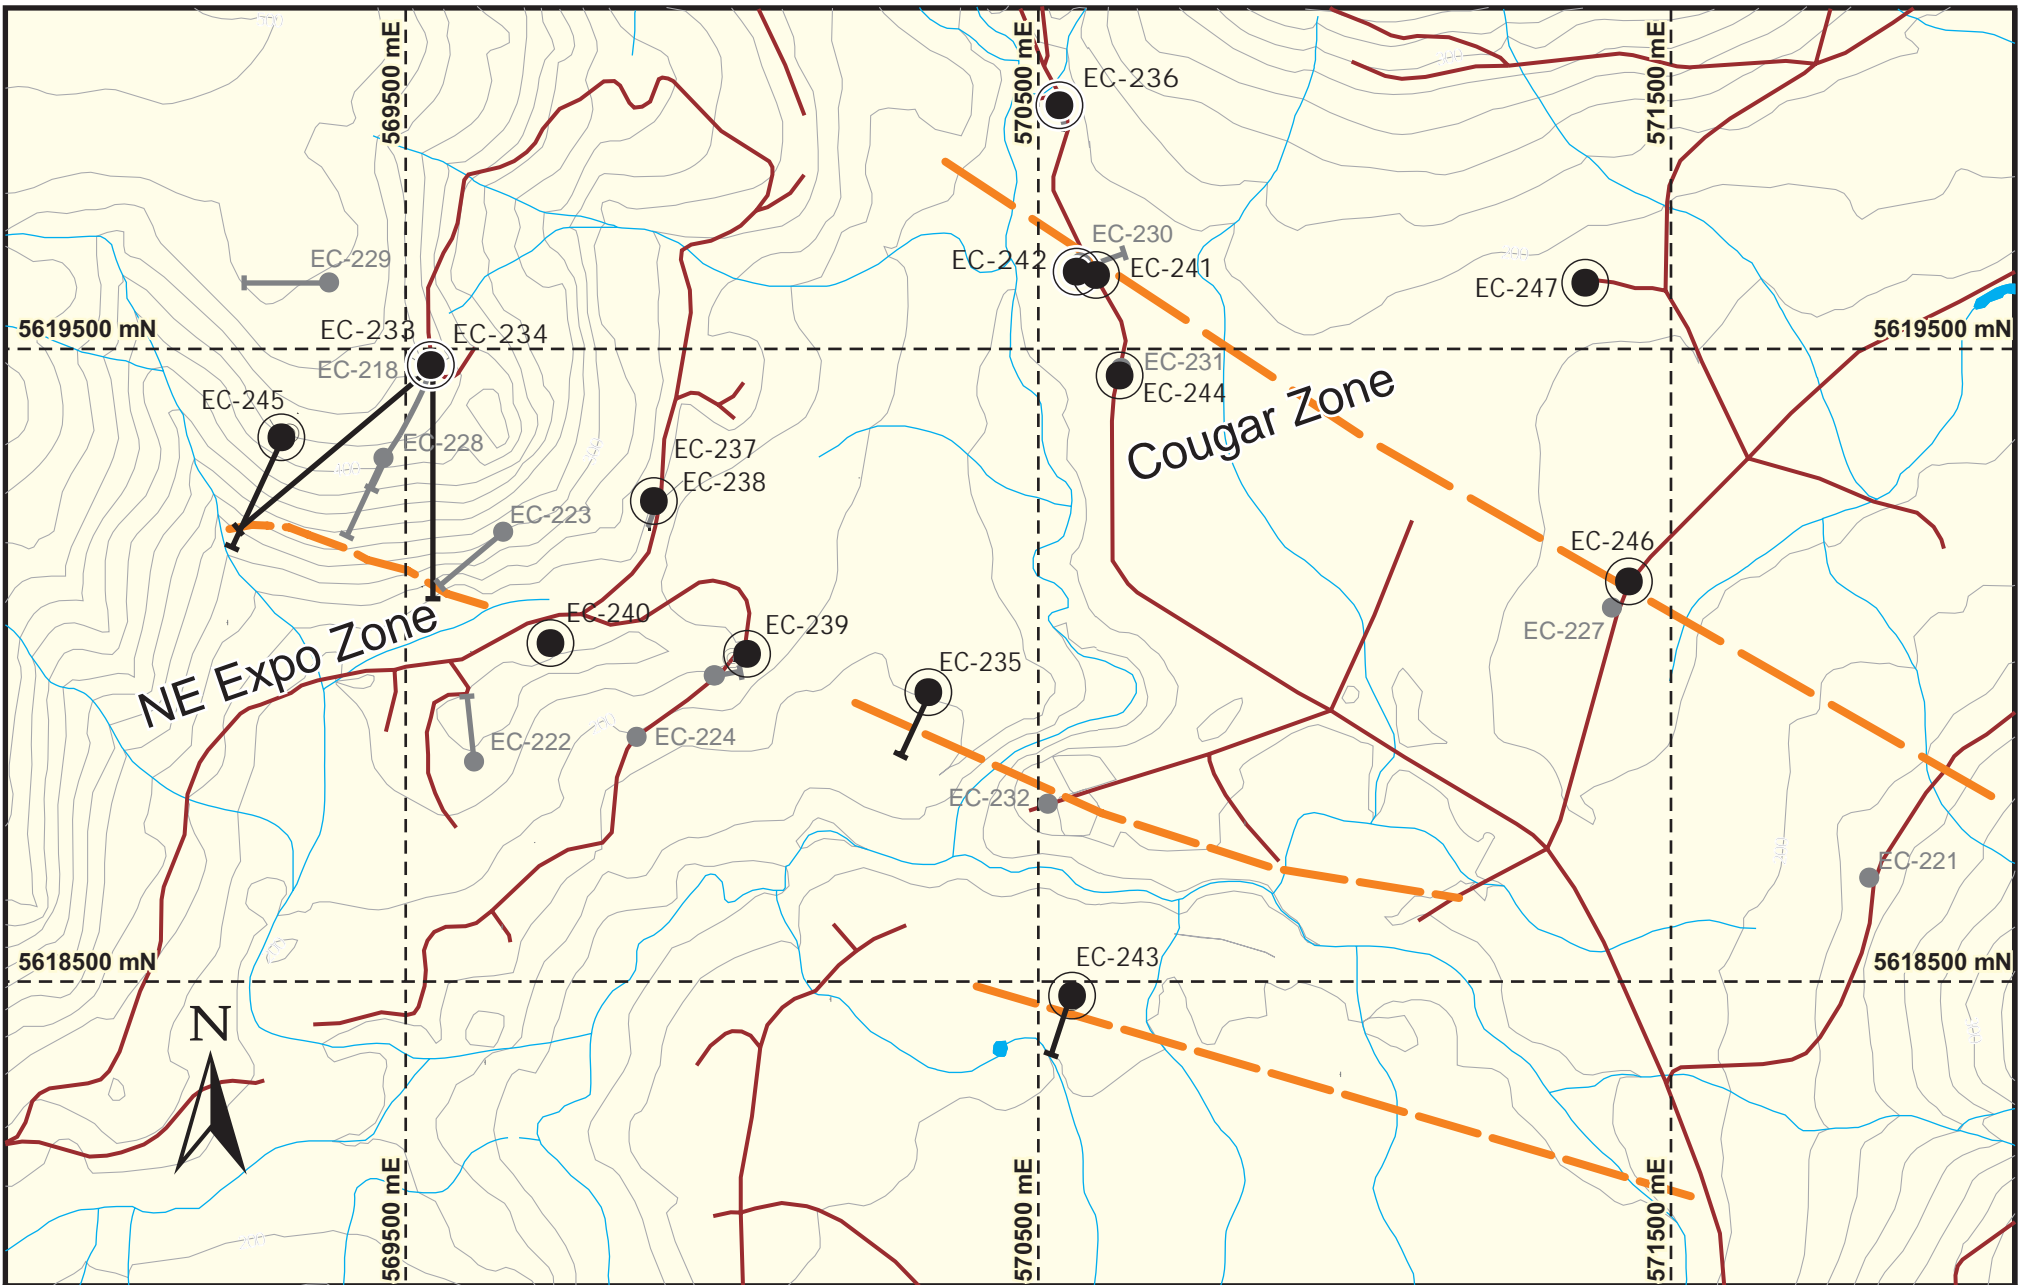 569500 mE
570500 mE
571500 mE
EC-236
EC-230
EC-229
EC-242
EC-241
EC-247
5619500 mN
EC-233
EC-234
5619500 mN
EC-218
EC-231
EC-244
EC-245
Cougar Zone
EC-228
EC-237
EC-238
EC-223
EC-246
EC-240
EC-239
EC-227
NE Expo Zone
EC-235
EC-222
EC-224
EC-232
EC-221
5618500 mN
EC-243
5618500 mN
N
569500 mE
570500 mE
571500 mE